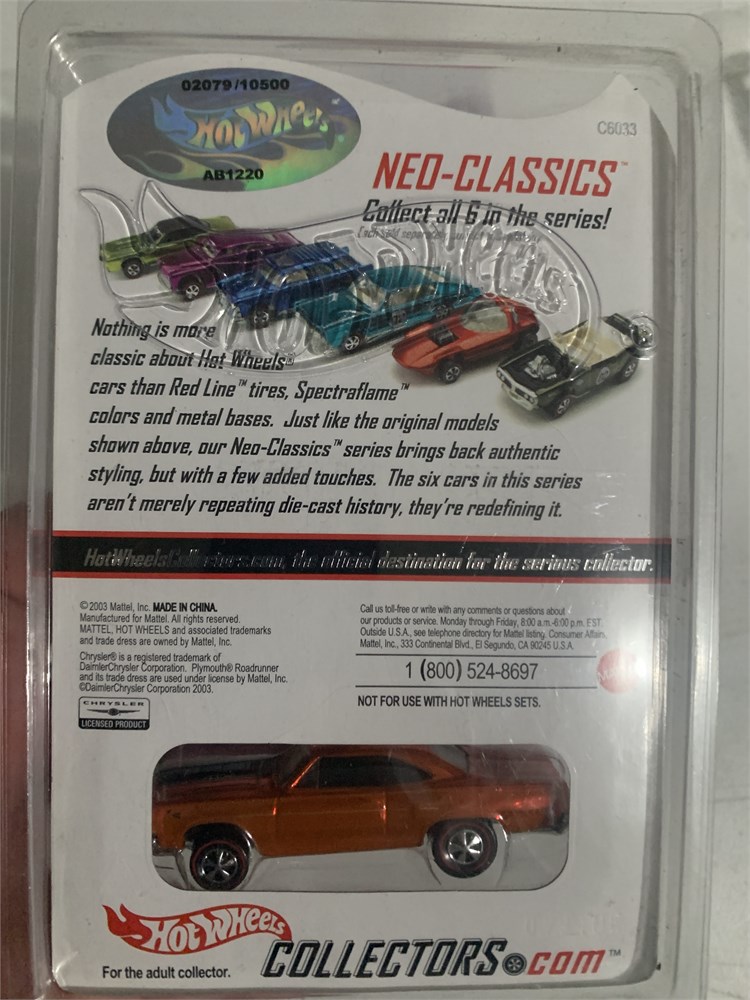 02079/10500
Hot Wheels
AB1220
C6033
NEO-CLASSICS™
Collect all 6 in the series!
Nothing is more
classic about Hot Wheels®
cars than Red Line™ tires, Spectraflame™
colors and metal bases. Just like the original models
shown above, our Neo-Classics™ series brings back authentic
styling, but with a few added touches. The six cars in this series
aren't merely repeating die-cast history, they're redefining it.
HotWheelsCollectors.com, the official destination for the serious collector.
© 2003 Mattel, Inc. MADE IN CHINA.
Manufactured for Mattel. All rights reserved.
MATTEL, HOT WHEELS and associated trademarks
and trade dress are owned by Mattel, Inc.
Chrysler® is a registered trademark of
DaimlerChrysler Corporation. Plymouth® Roadrunner
and its trade dress are used under license by Mattel, Inc.
©DaimlerChrysler Corporation 2003.
CHRYSLER
LICENSED PRODUCT
Call us toll-free or write with any comments or questions about
our products or service. Monday through Friday, 8:00 a.m.-6:00 p.m. EST.
Outside U.S.A., see telephone directory for Mattel listing. Consumer Affairs,
Mattel, Inc., 333 Continental Blvd., El Segundo, CA 90245 U.S.A.
1 (800) 524-8697
NOT FOR USE WITH HOT WHEELS SETS.
Hot Wheels
COLLECTORS.com™
For the adult collector.